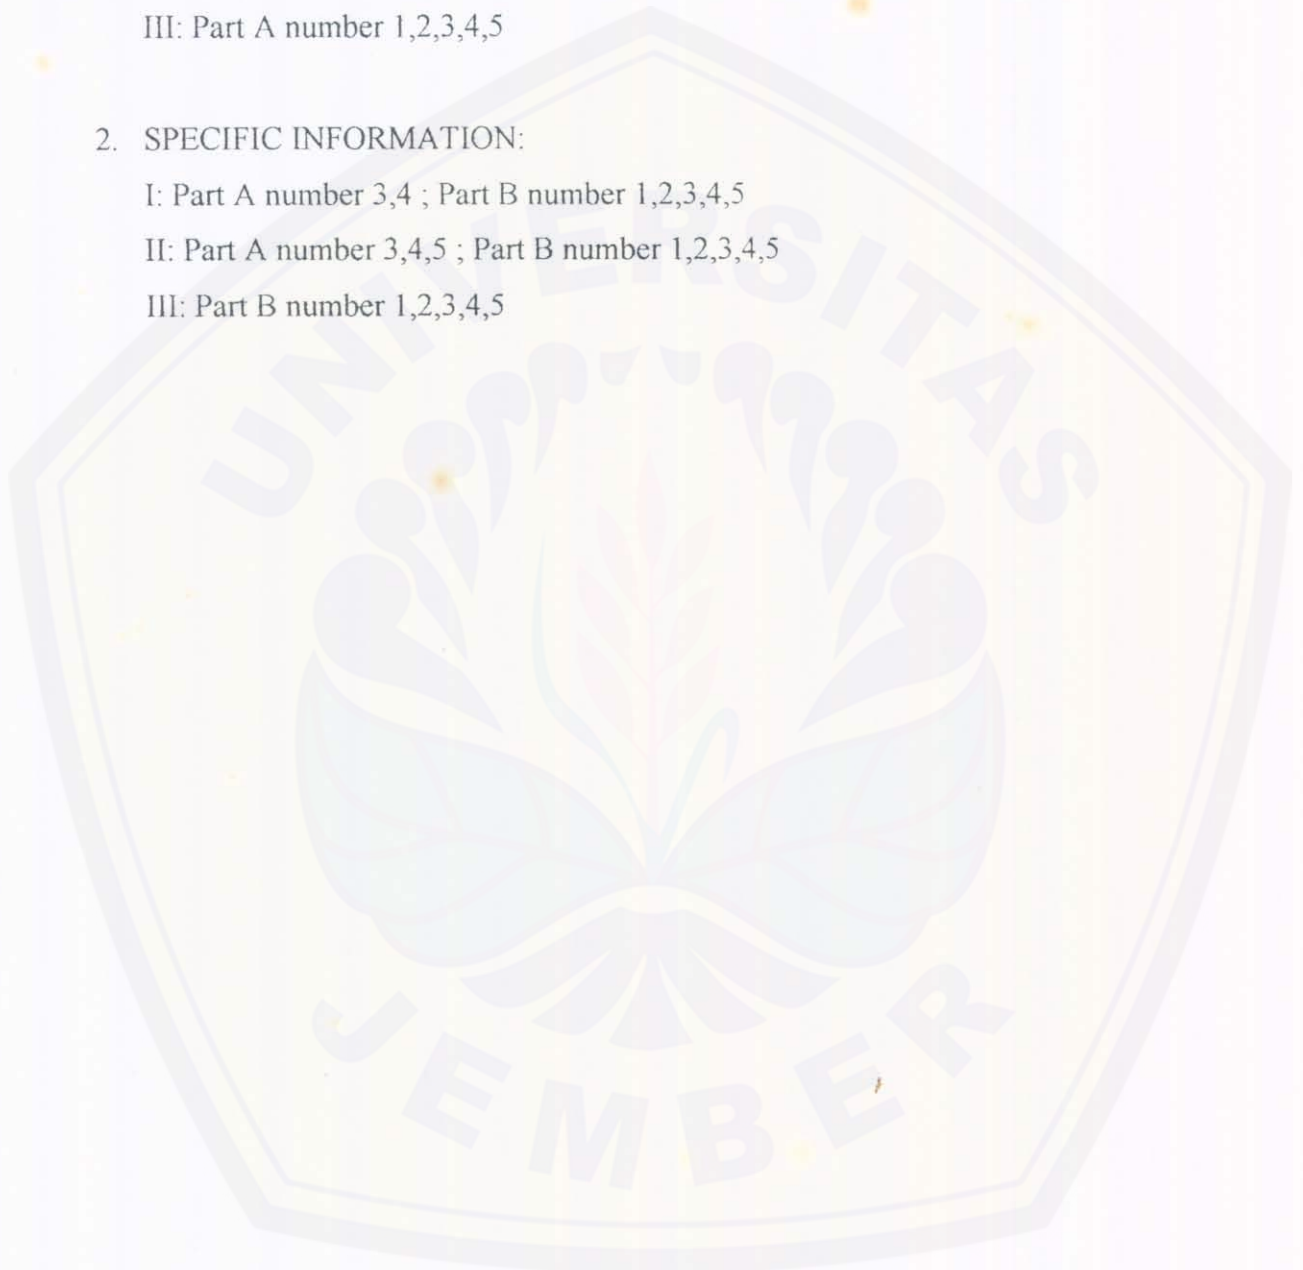 III: Part A number 1,2,3,4,5
2. SPECIFIC INFORMATION:
I: Part A number 3,4 ; Part B number 1,2,3,4,5
II: Part A number 3,4,5 ; Part B number 1,2,3,4,5
III: Part B number 1,2,3,4,5
UNIVERSITAS
JEMBER